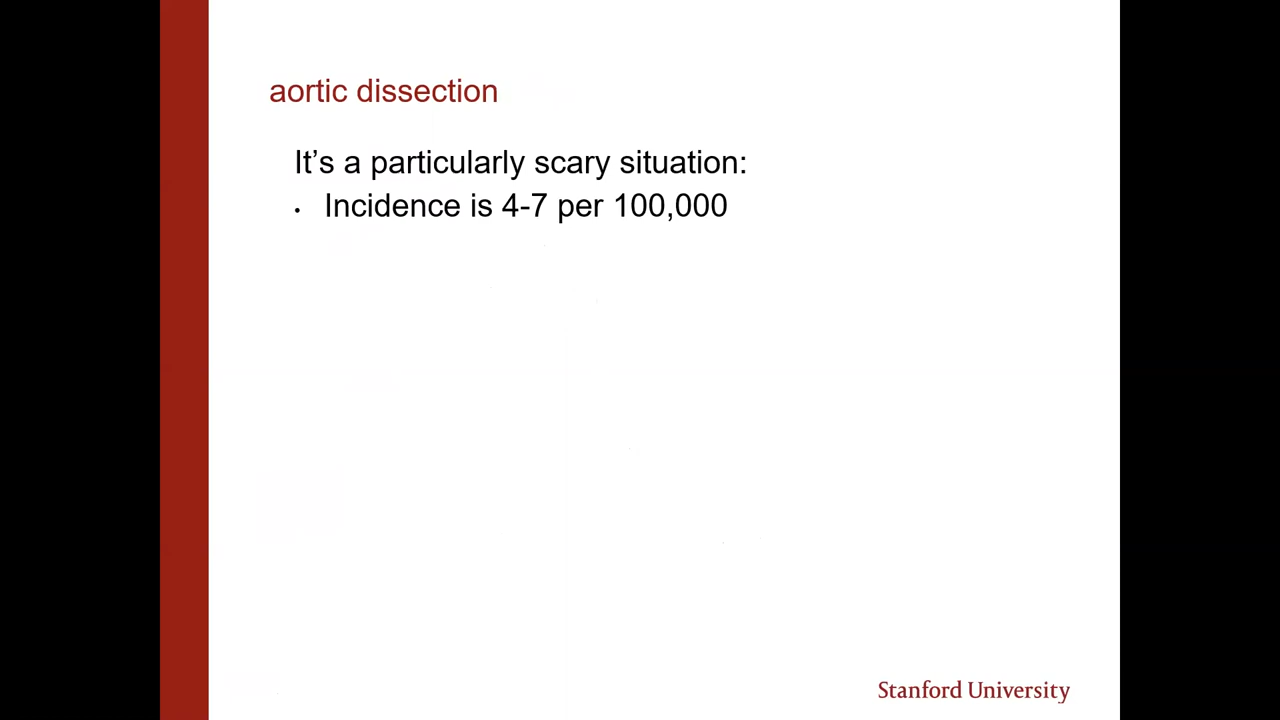 aortic dissection
It’s a particularly scary situation:
• Incidence is 4-7 per 100,000
Stanford University